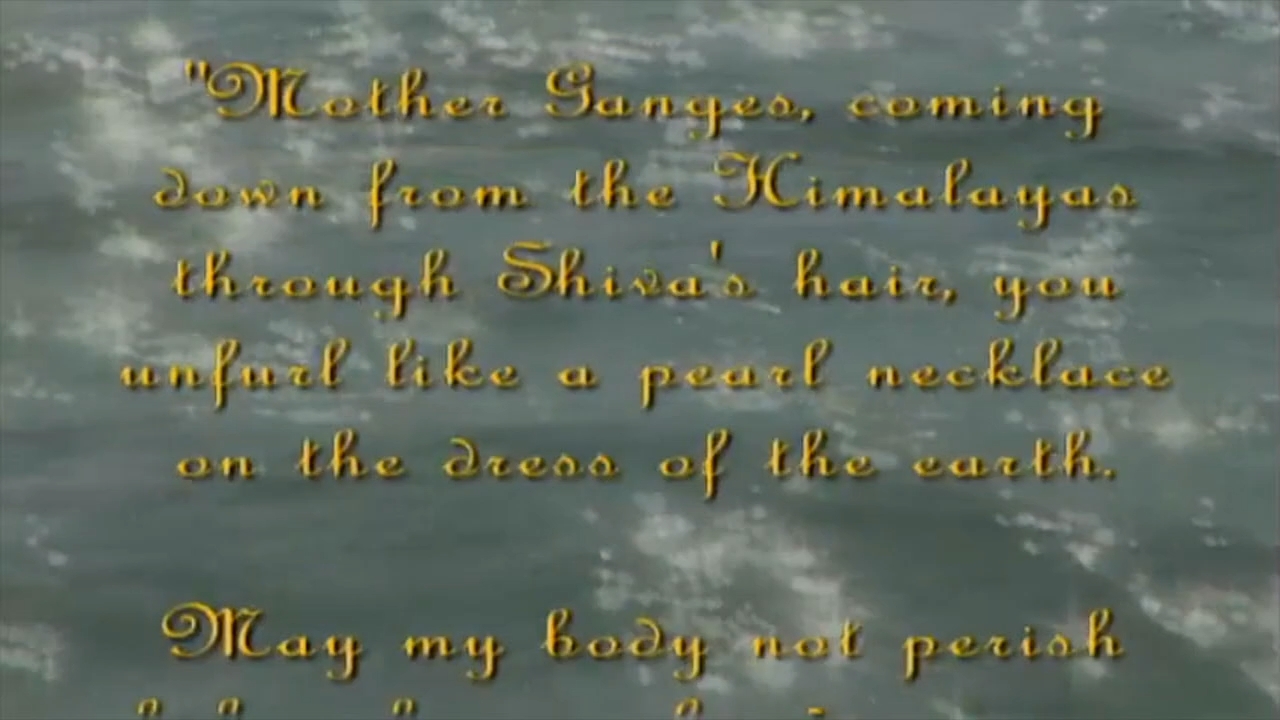 "Mother Ganges, coming
down from the Himalayas
through Shiva's hair, you
unfurl like a pearl necklace
on the dress of the earth.
May my body not perish